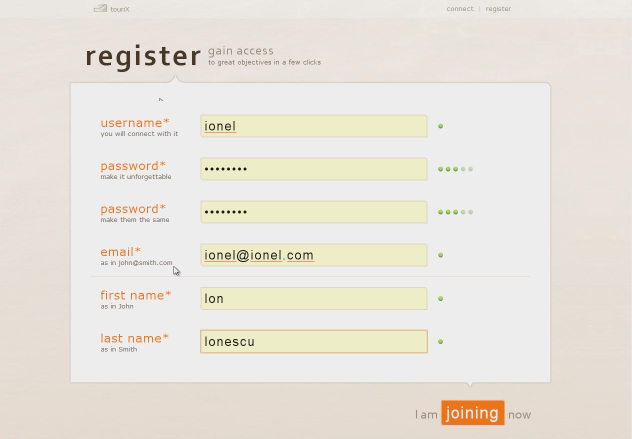 touriX
connect | register
register gain access
to great objectives in a few clicks
username* ionel
you will connect with it
password* ••••••••
make it unforgettable
password* ••••••••
make them the same
email* ionel@ionel.com
as in john@smith.com
first name* Ion
as in John
last name* Ionescu
as in Smith
I am joining now